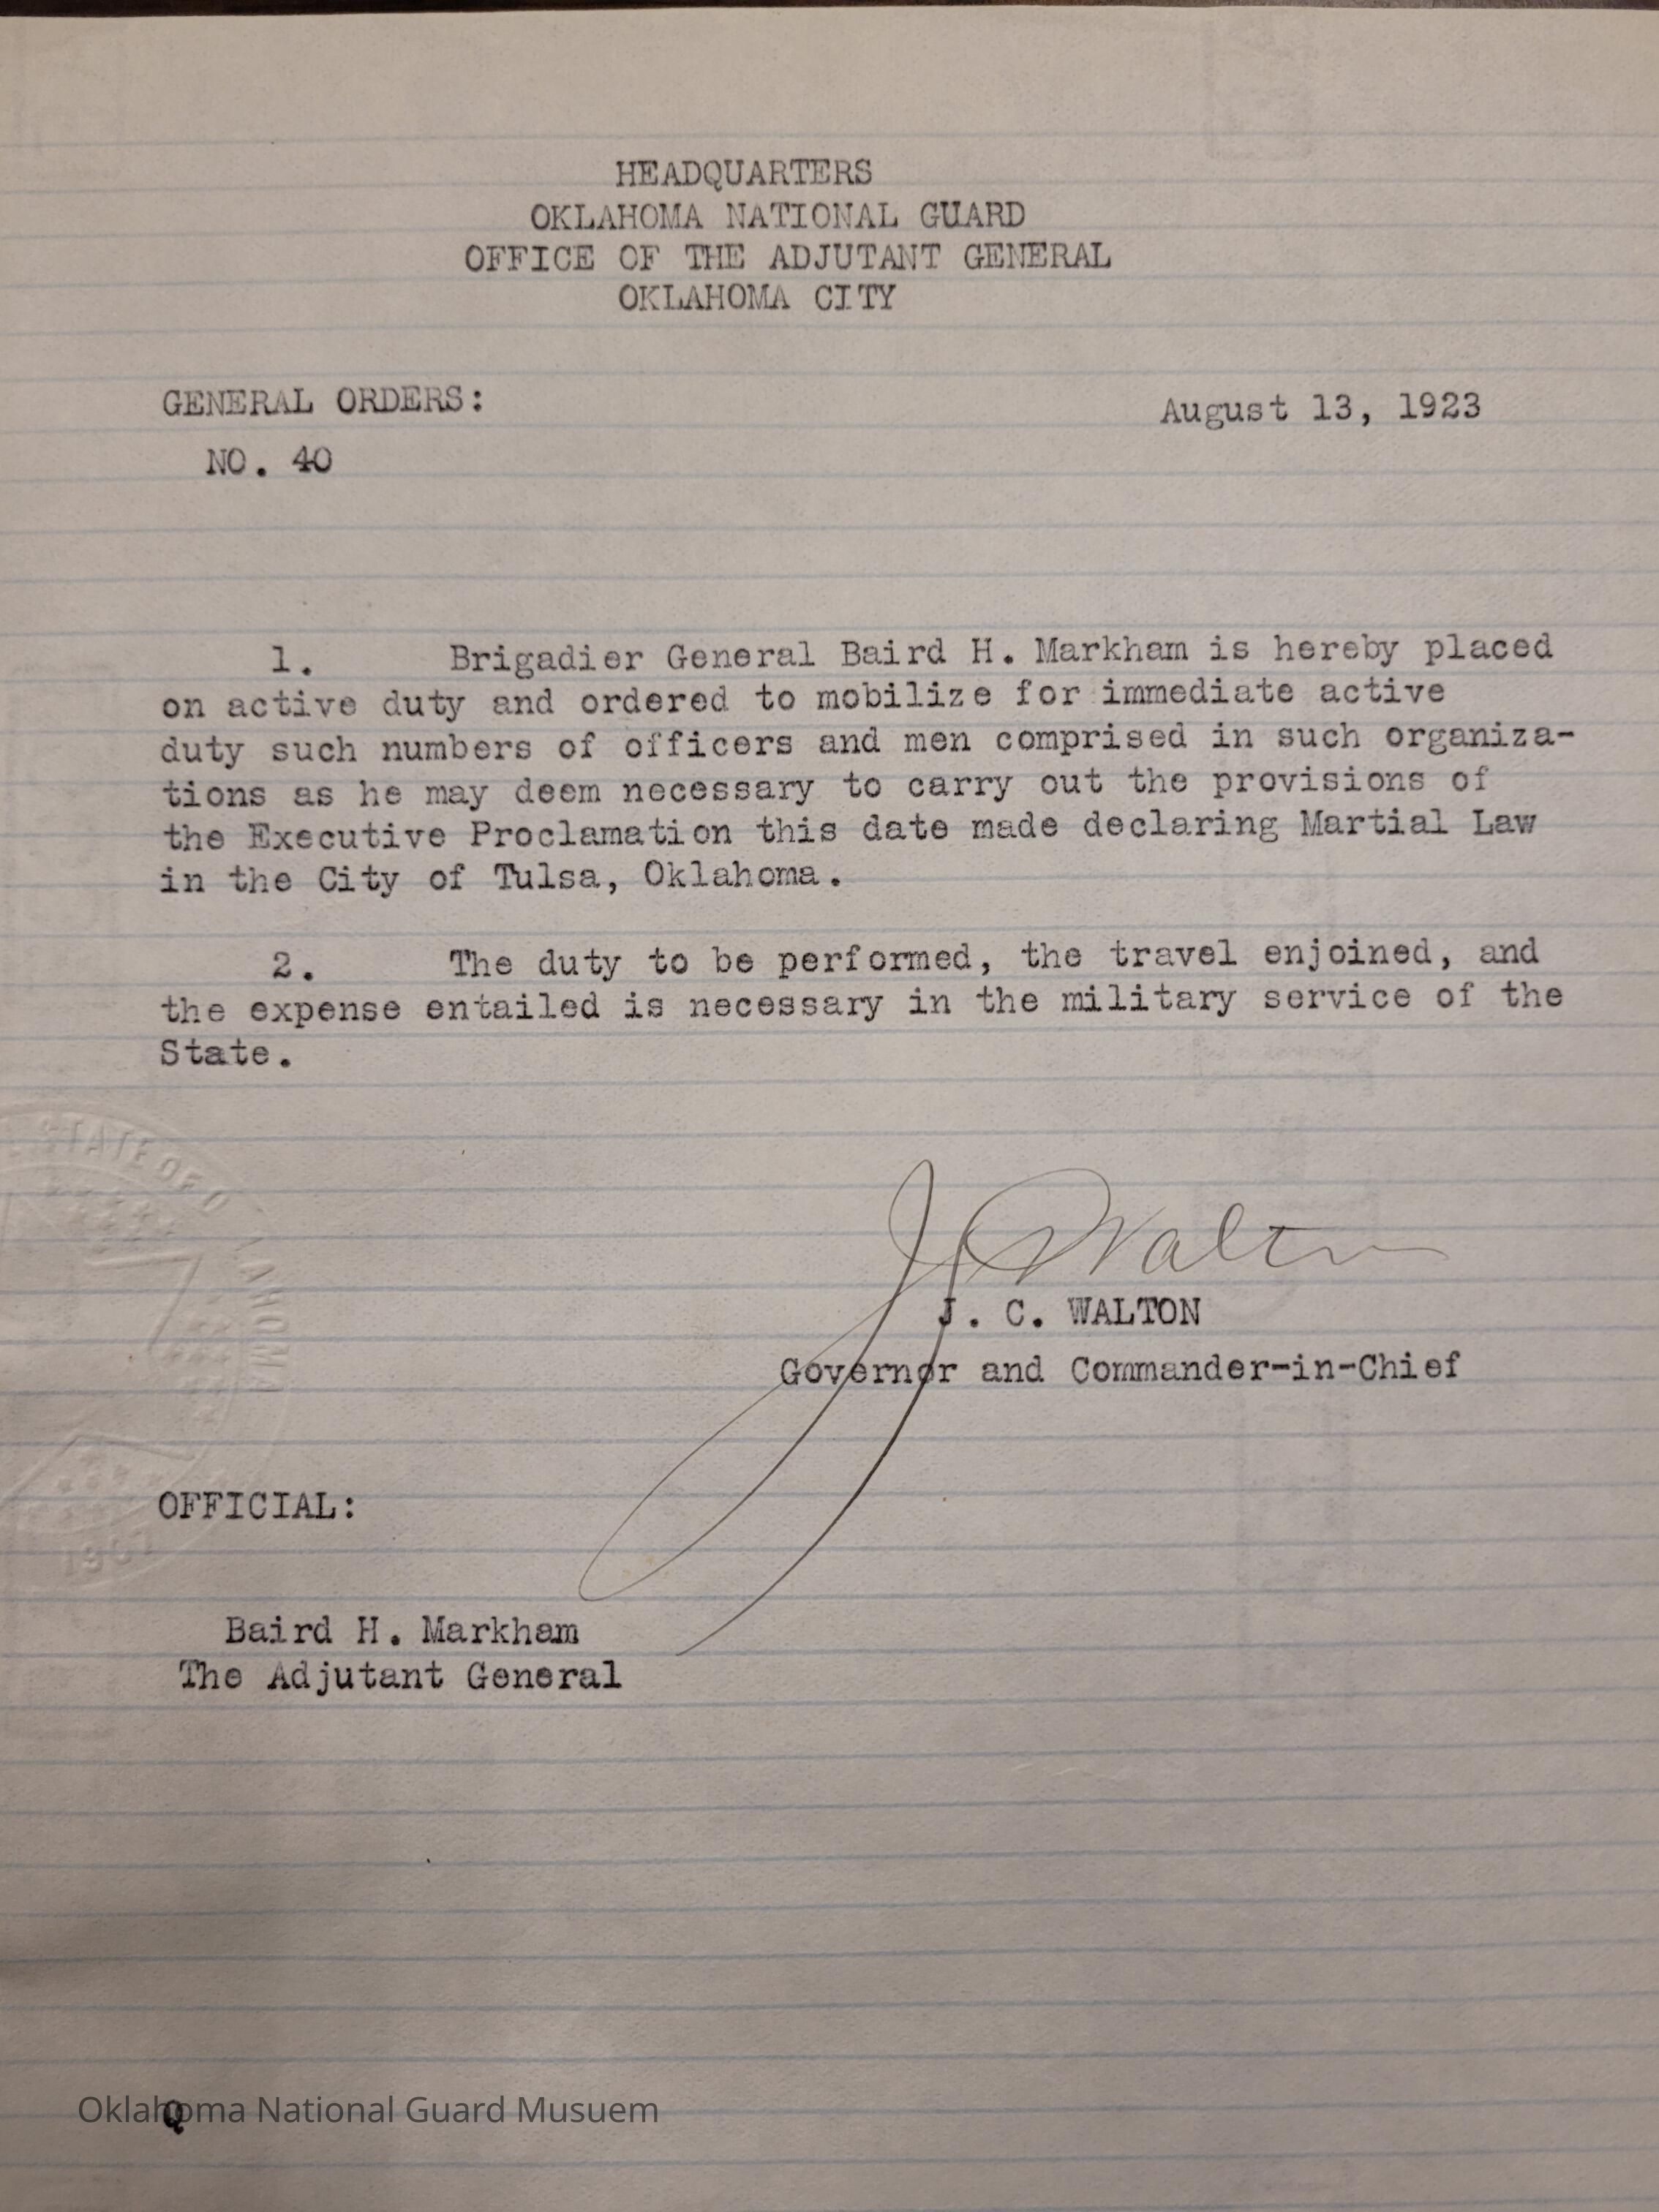 HEADQUARTERS
OKLAHOMA NATIONAL GUARD
OFFICE OF THE ADJUTANT GENERAL
OKLAHOMA CITY
GENERAL ORDERS:
August 13, 1923
NO. 40
1. Brigadier General Baird H. Markham is hereby placed
on active duty and ordered to mobilize for immediate active
duty such numbers of officers and men comprised in such organiza-
tions as he may deem necessary to carry out the provisions of
the Executive Proclamation this date made declaring Martial Law
in the City of Tulsa, Oklahoma.
2. The duty to be performed, the travel enjoined, and
the expense entailed is necessary in the military service of the
State.
STATE OF OKLAHOMA
1907
J C Walton
J. C. WALTON
Governor and Commander-in-Chief
OFFICIAL:
Baird H. Markham
The Adjutant General
Q
Oklahoma National Guard Musuem